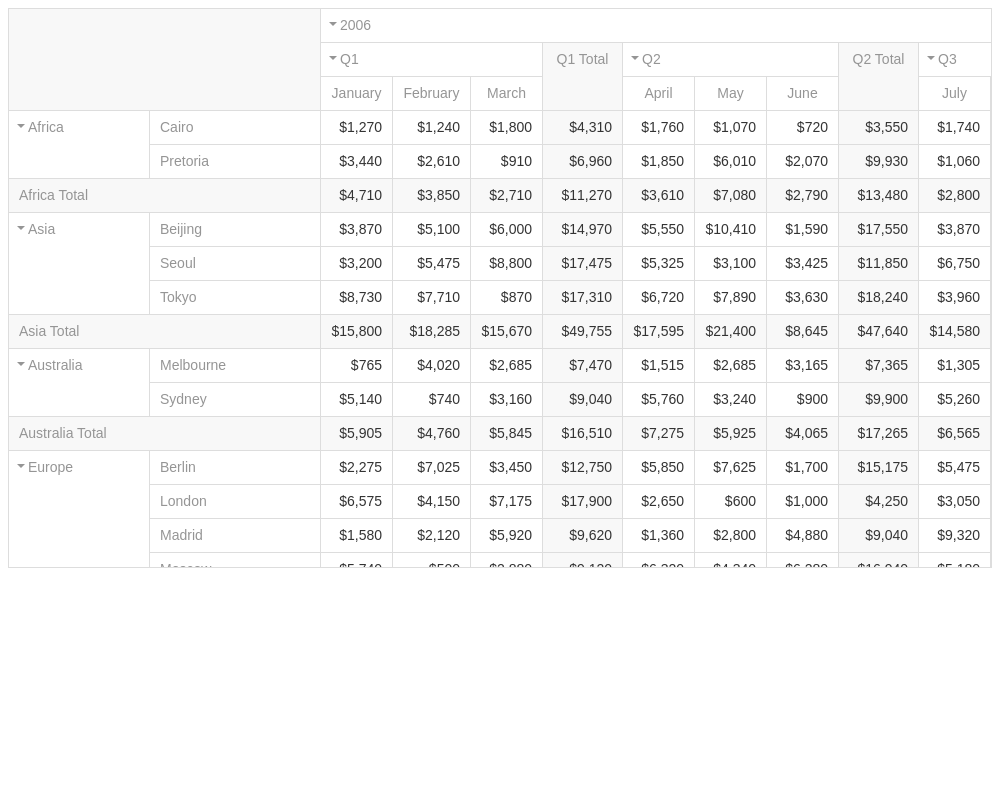 2006
Q1 Q1 Total Q2 Q2 Total Q3
January February March April May June July
Africa Cairo $1,270 $1,240 $1,800 $4,310 $1,760 $1,070 $720 $3,550 $1,740
Pretoria $3,440 $2,610 $910 $6,960 $1,850 $6,010 $2,070 $9,930 $1,060
Africa Total $4,710 $3,850 $2,710 $11,270 $3,610 $7,080 $2,790 $13,480 $2,800
Asia Beijing $3,870 $5,100 $6,000 $14,970 $5,550 $10,410 $1,590 $17,550 $3,870
Seoul $3,200 $5,475 $8,800 $17,475 $5,325 $3,100 $3,425 $11,850 $6,750
Tokyo $8,730 $7,710 $870 $17,310 $6,720 $7,890 $3,630 $18,240 $3,960
Asia Total $15,800 $18,285 $15,670 $49,755 $17,595 $21,400 $8,645 $47,640 $14,580
Australia Melbourne $765 $4,020 $2,685 $7,470 $1,515 $2,685 $3,165 $7,365 $1,305
Sydney $5,140 $740 $3,160 $9,040 $5,760 $3,240 $900 $9,900 $5,260
Australia Total $5,905 $4,760 $5,845 $16,510 $7,275 $5,925 $4,065 $17,265 $6,565
Europe Berlin $2,275 $7,025 $3,450 $12,750 $5,850 $7,625 $1,700 $15,175 $5,475
London $6,575 $4,150 $7,175 $17,900 $2,650 $600 $1,000 $4,250 $3,050
Madrid $1,580 $2,120 $5,920 $9,620 $1,360 $2,800 $4,880 $9,040 $9,320